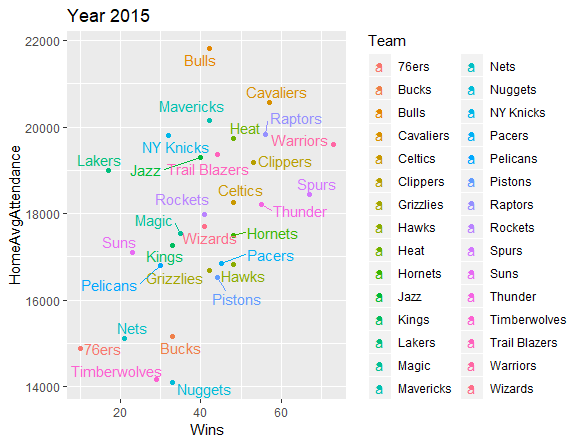 Year 2015
HomeAvgAttendance
22000
20000
18000
16000
14000
Bulls
Cavaliers
Mavericks
Raptors
Heat
NY Knicks
Warriors
Lakers
Jazz
Trail Blazers
Clippers
Spurs
Celtics
Rockets
Thunder
Magic
Wizards
Hornets
Suns
Kings
Pacers
Grizzlies
Hawks
Pelicans
Pistons
Nets
76ers
Bucks
Timberwolves
Nuggets
20
40
60
Wins
Team
a 76ers
a Bucks
a Bulls
a Cavaliers
a Celtics
a Clippers
a Grizzlies
a Hawks
a Heat
a Hornets
a Jazz
a Kings
a Lakers
a Magic
a Mavericks
a Nets
a Nuggets
a NY Knicks
a Pacers
a Pelicans
a Pistons
a Raptors
a Rockets
a Spurs
a Suns
a Thunder
a Timberwolves
a Trail Blazers
a Warriors
a Wizards